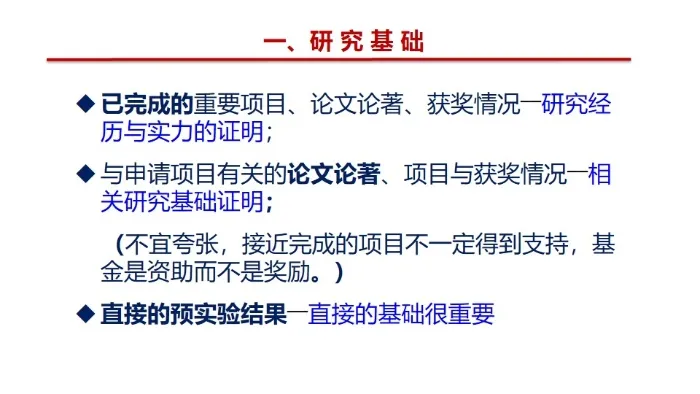 一、研究基础
◆已完成的重要项目、论文论著、获奖情况—研究经
历与实力的证明；
◆与申请项目有关的论文论著、项目与获奖情况—相
关研究基础证明；
（不宜夸张，接近完成的项目不一定得到支持，基
金是资助而不是奖励。）
◆直接的预实验结果—直接的基础很重要